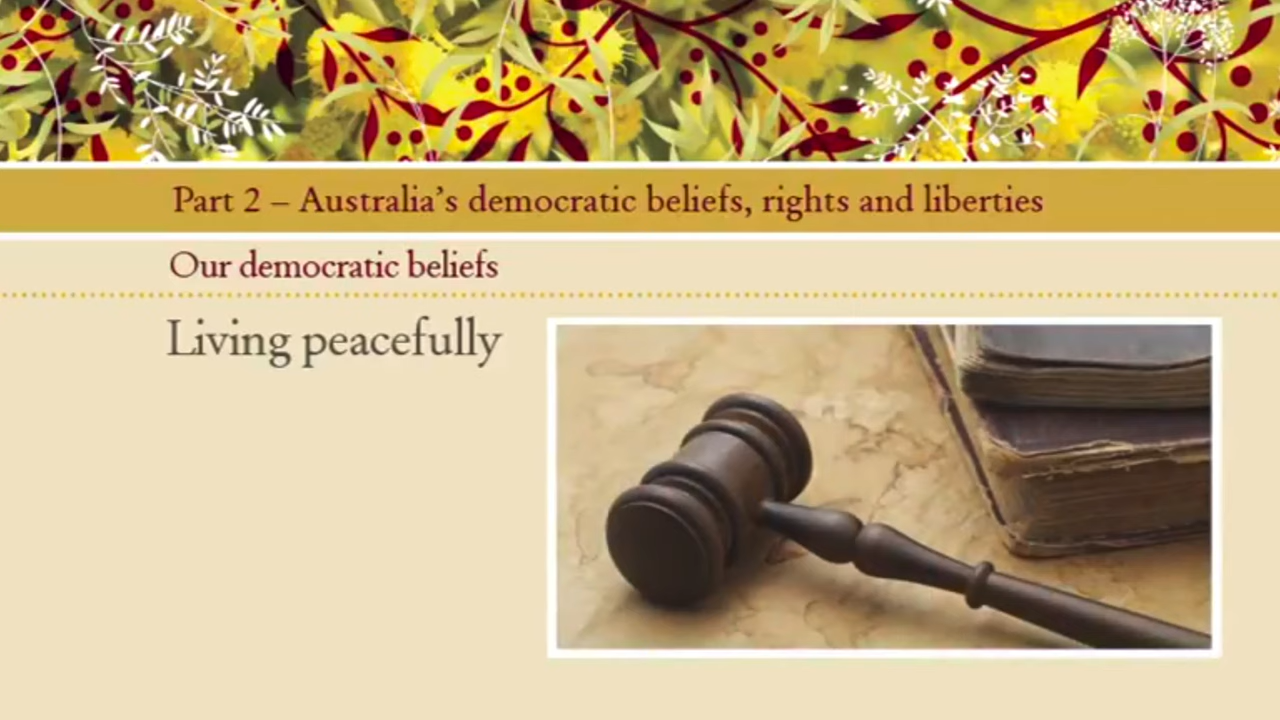 Part 2 – Australia’s democratic beliefs, rights and liberties
Our democratic beliefs
Living peacefully